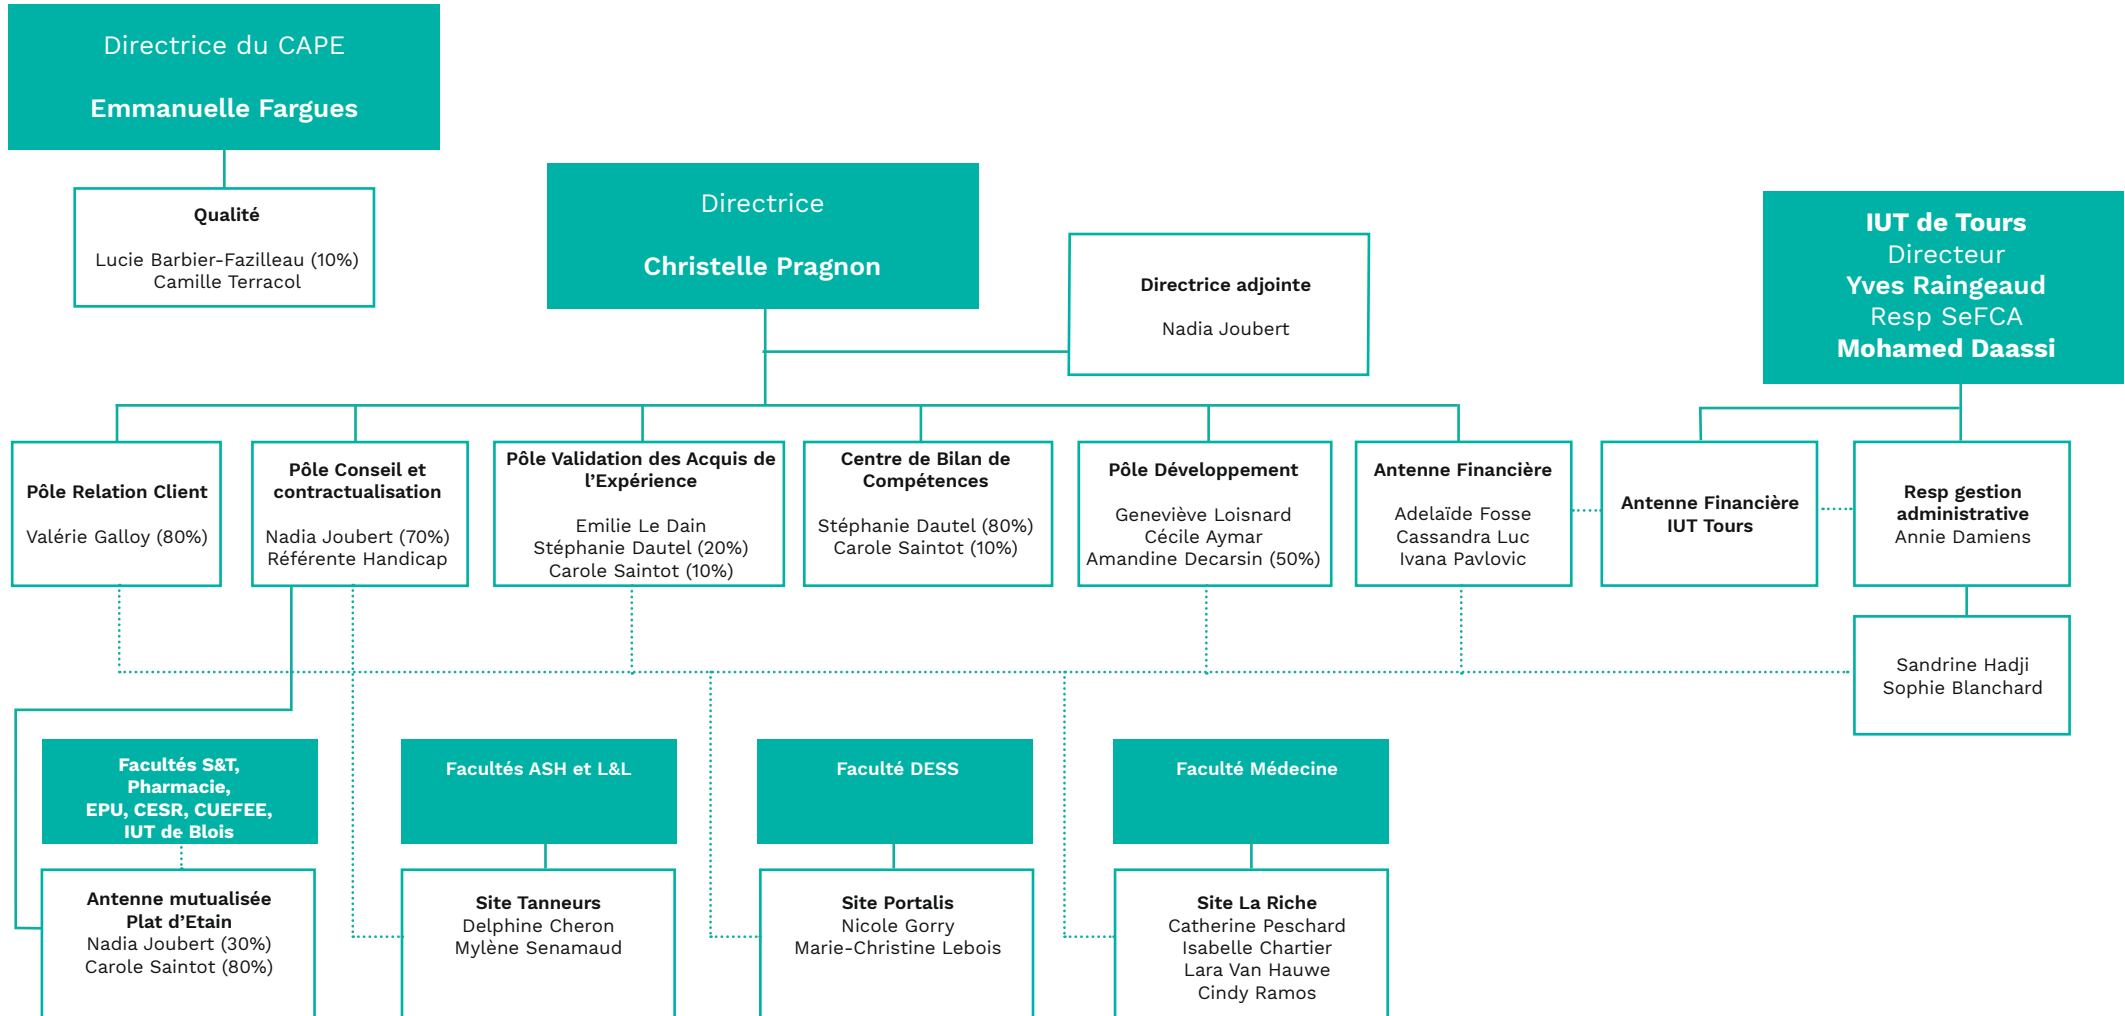 Directrice du CAPE
Emmanuelle Fargues
Qualité
Lucie Barbier-Fazilleau (10%)
Camille Terracol
Directrice
Christelle Pragnon
Directrice adjointe
Nadia Joubert
IUT de Tours
Directeur
Yves Raingeaud
Resp SeFCA
Mohamed Daassi
Pôle Relation Client
Valérie Galloy (80%)
Pôle Conseil et
contractualisation
Nadia Joubert (70%)
Référente Handicap
Pôle Validation des Acquis de
l'Expérience
Emilie Le Dain
Stéphanie Dautel (20%)
Carole Saintot (10%)
Centre de Bilan de
Compétences
Stéphanie Dautel (80%)
Carole Saintot (10%)
Pôle Développement
Geneviève Loisnard
Cécile Aymar
Amandine Decarsin (50%)
Antenne Financière
Adelaïde Fosse
Cassandra Luc
Ivana Pavlovic
Antenne Financière
IUT Tours
Resp gestion
administrative
Annie Damiens
Sandrine Hadji
Sophie Blanchard
Facultés S&T,
Pharmacie,
EPU, CESR, CUEFEE,
IUT de Blois
Antenne mutualisée
Plat d'Etain
Nadia Joubert (30%)
Carole Saintot (80%)
Facultés ASH et L&L
Site Tanneurs
Delphine Cheron
Mylène Senamaud
Faculté DESS
Site Portalis
Nicole Gorry
Marie-Christine Lebois
Faculté Médecine
Site La Riche
Catherine Peschard
Isabelle Chartier
Lara Van Hauwe
Cindy Ramos